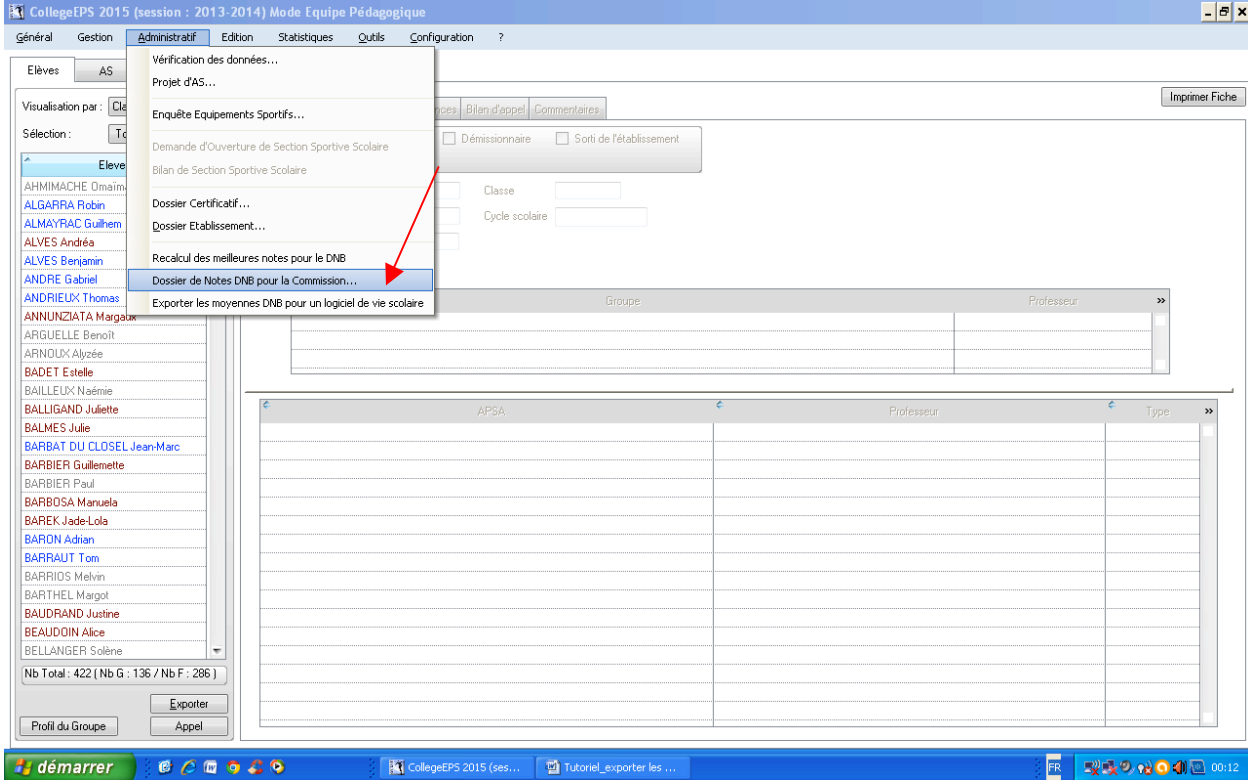 CollegeEPS 2015 (session : 2013-2014) Mode Equipe Pédagogique
Général Gestion Administratif Edition Statistiques Outils Configuration ?
Vérification des données...
Projet d'AS...
Enquête Equipements Sportifs...
Demande d'Ouverture de Section Sportive Scolaire
Bilan de Section Sportive Scolaire
Dossier Certificatif...
Dossier Etablissement...
Recalcul des meilleures notes pour le DNB
Dossier de Notes DNB pour la Commission...
Exporter les moyennes DNB pour un logiciel de vie scolaire
Elèves AS
Imprimer Fiche
Visualisation par :
Bilan d'appel Commentaires
Sélection :
Démissionnaire Sorti de l'établissement
Classe
Cycle scolaire
Groupe Professeur »
APSA Professeur Type »
AHMIMACHE
ALGARRA Robin
ALMAYRAC Guilhem
ALVES Andréa
ALVES Benjamin
ANDRE Gabriel
ANDRIEUX Thomas
ANNUNZIATA Margaux
ARGUELLE Benoît
ARNOUX Alyzée
BADET Estelle
BAILLEUX Naémie
BALLIGAND Juliette
BALMES Julie
BARBAT DU CLOSEL Jean-Marc
BARBIER Guillemette
BARBIER Paul
BARBOSA Manuela
BAREK Jade-Lola
BARON Adrian
BARRAUT Tom
BARRIOS Melvin
BARTHEL Margot
BAUDRAND Justine
BEAUDOIN Alice
BELLANGER Solène
Nb Total : 422 ( Nb G : 136 / Nb F : 286 )
Exporter
Profil du Groupe Appel
démarrer CollegeEPS 2015 (ses... Tutoriel_exporter les ... FR 00:12